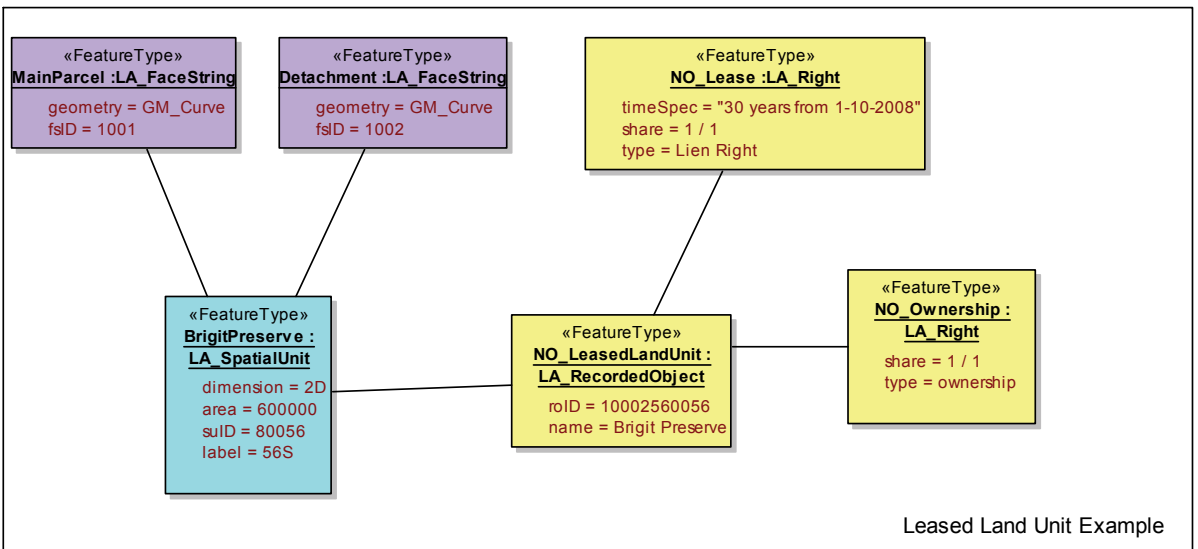 «FeatureType»
MainParcel :LA_FaceString
geometry = GM_Curve
fsID = 1001
«FeatureType»
Detachment :LA_FaceString
geometry = GM_Curve
fsID = 1002
«FeatureType»
NO_Lease :LA_Right
timeSpec = "30 years from 1-10-2008"
share = 1 / 1
type = Lien Right
«FeatureType»
BrigitPreserve :
LA_SpatialUnit
dimension = 2D
area = 600000
suID = 80056
label = 56S
«FeatureType»
NO_LeasedLandUnit :
LA_RecordedObject
roID = 10002560056
name = Brigit Preserve
«FeatureType»
NO_Ownership :
LA_Right
share = 1 / 1
type = ownership
Leased Land Unit Example